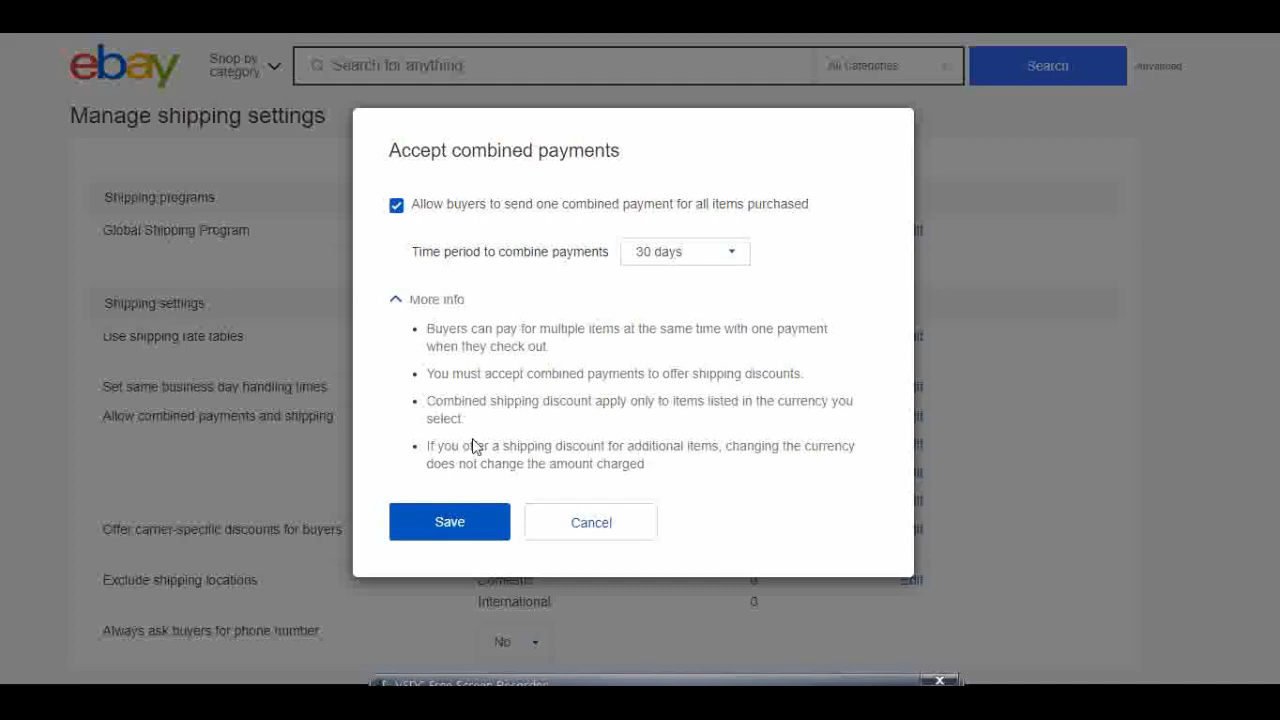 ebay
Shop by
category
Search for anything
All Categories
Search
Advanced
Manage shipping settings
Accept combined payments
Allow buyers to send one combined payment for all items purchased
Shipping programs
Global Shipping Program
Time period to combine payments
30 days
Shipping settings
More info
Buyers can pay for multiple items at the same time with one payment
when they check out
Use shipping rate tables
You must accept combined payments to offer shipping discounts.
Set same business day handling times
Combined shipping discount apply only to items listed in the currency you
select.
Allow combined payments and shipping
If you offer a shipping discount for additional items, changing the currency
does not change the amount charged
Save
Cancel
Offer carrier-specific discounts for buyers
Exclude shipping locations
Domestic
0
Edit
International
0
Always ask buyers for phone number
No
VSDC Free Screen Recorder
x